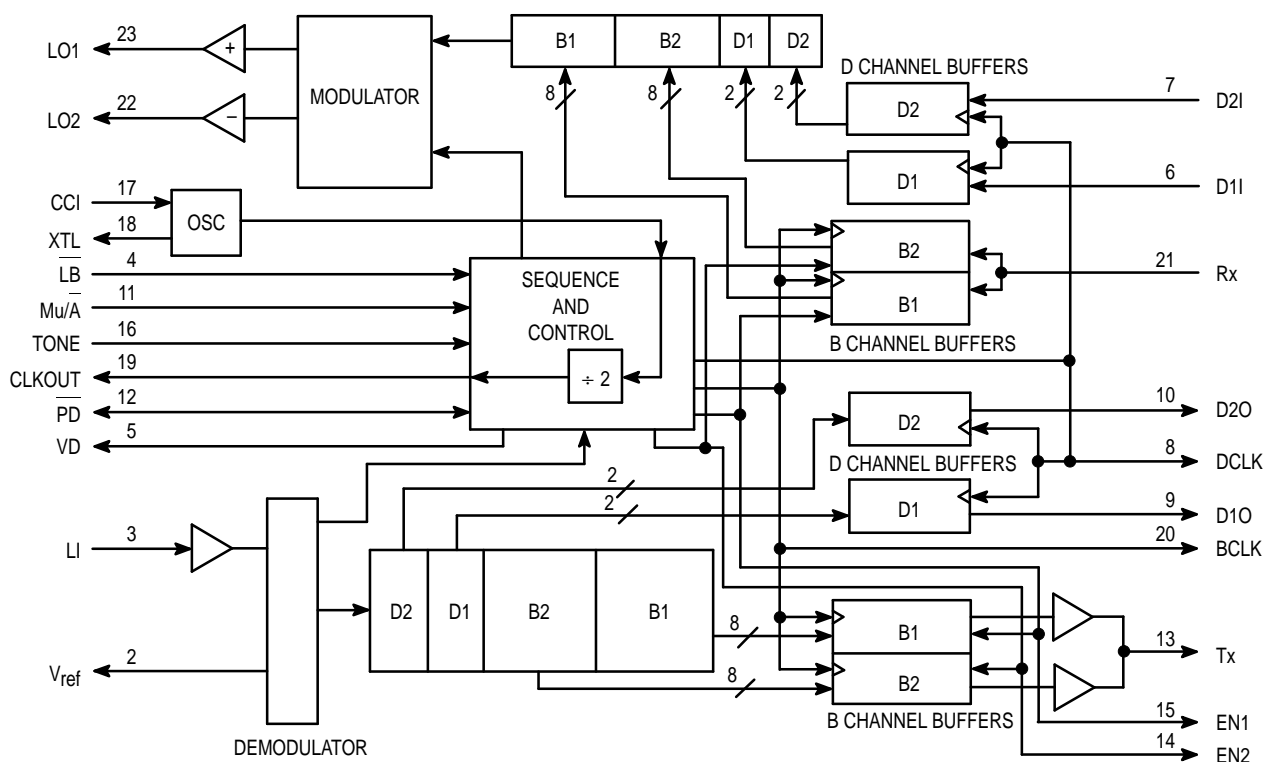 LO1
23
+
LO2
22
−
MODULATOR
B1
B2
D1
D2
8
8
2
2
D CHANNEL BUFFERS
D2
7
D2I
D1
6
D1I
CCI
17
XTL
18
OSC
LB
4
Mu/A
11
TONE
16
CLKOUT
19
PD
12
VD
5
SEQUENCE
AND
CONTROL
÷ 2
B2
B1
21
Rx
B CHANNEL BUFFERS
D2
10
D2O
D CHANNEL BUFFERS
8
DCLK
D1
9
D1O
20
BCLK
2
2
LI
3
Vref
2
DEMODULATOR
D2
D1
B2
B1
8
8
B1
B2
B CHANNEL BUFFERS
13
Tx
15
EN1
14
EN2